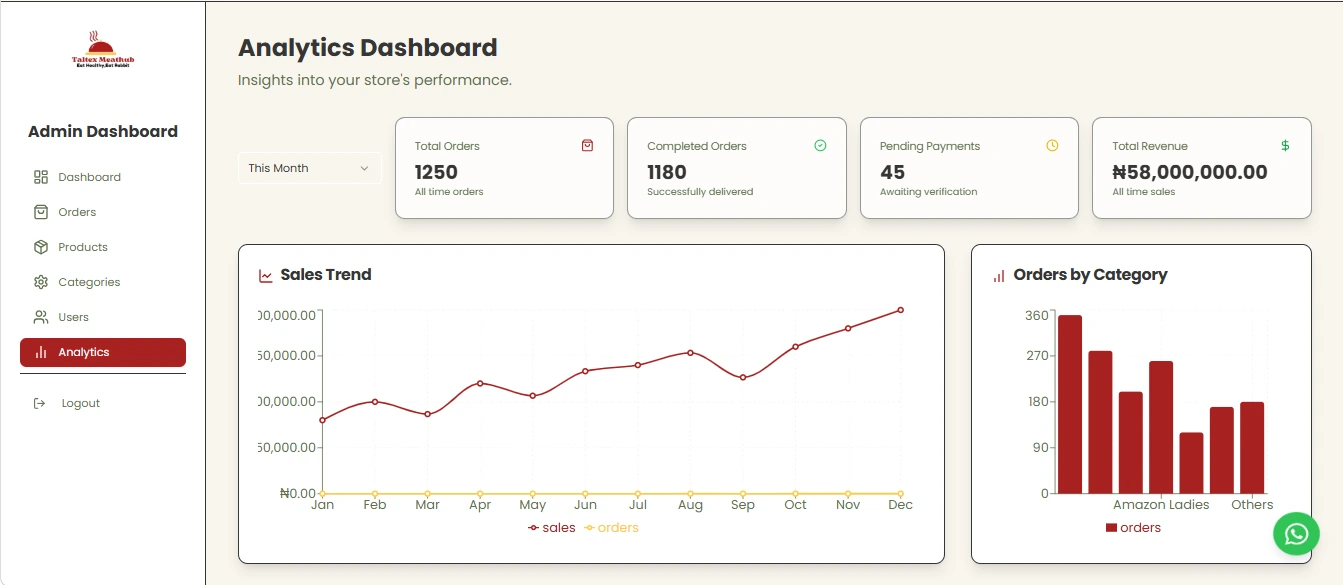 Taltex Meathub
Eat Healthy,Eat Rabbit
Admin Dashboard
Dashboard
Orders
Products
Categories
Users
Analytics
Logout
Analytics Dashboard
Insights into your store's performance.
This Month
Total Orders
1250
All time orders
Completed Orders
1180
Successfully delivered
Pending Payments
45
Awaiting verification
Total Revenue
₦58,000,000.00
All time sales
Sales Trend
00,000.00
50,000.00
00,000.00
50,000.00
₦0.00
Jan Feb Mar Apr May Jun Jul Aug Sep Oct Nov Dec
sales orders
Orders by Category
360
270
180
90
0
Amazon Ladies Others
orders